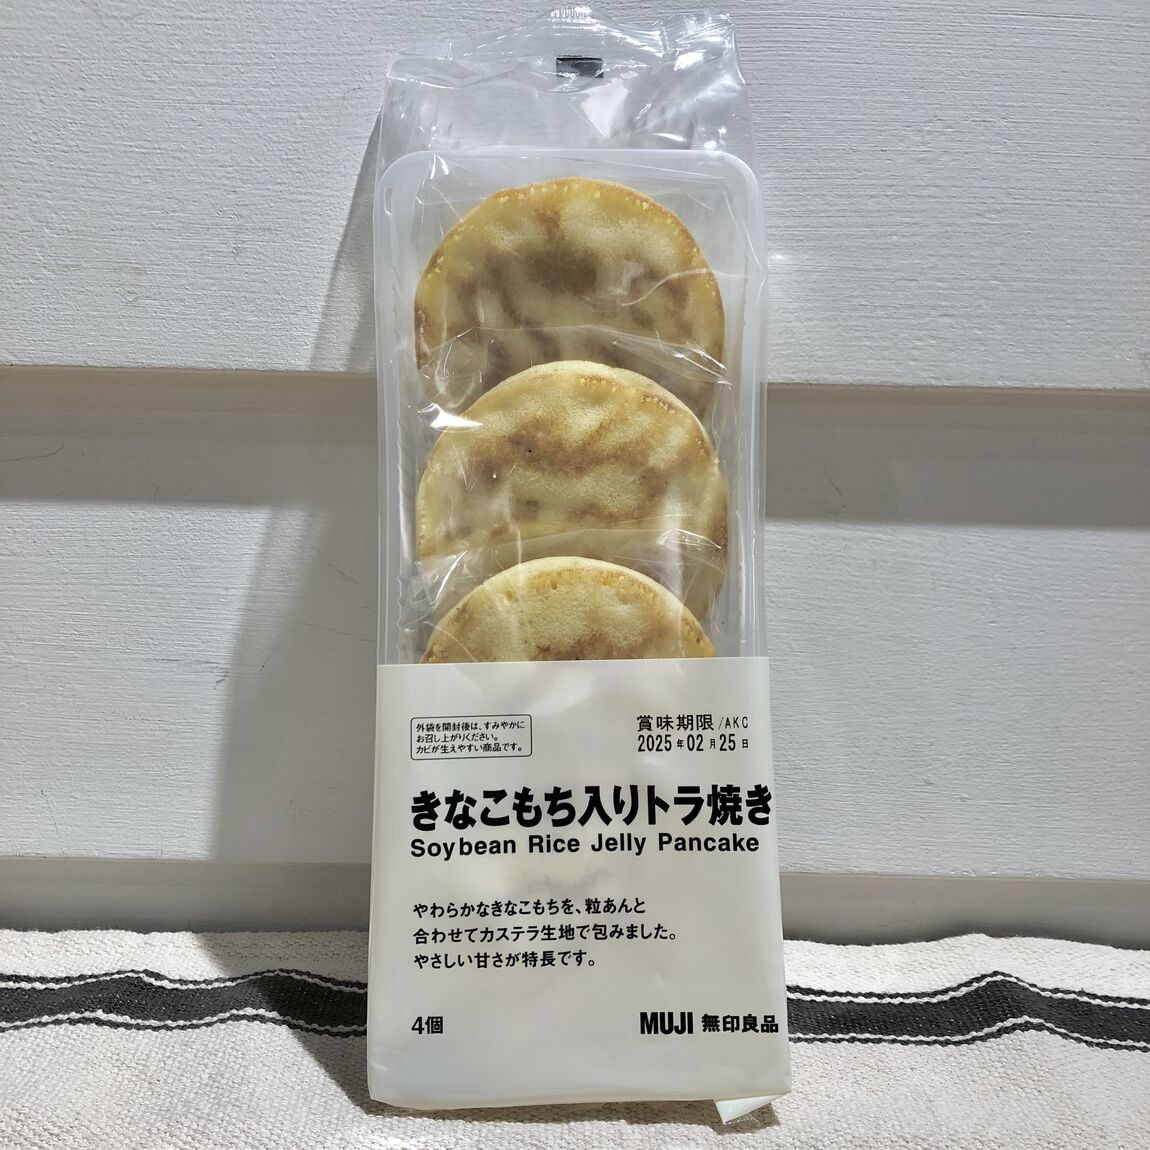 外袋を開封後は、すみやかに
お召し上がりください。
カビが生えやすい商品です。
賞味期限/AKC
2025年02月25日
きなこもち入りトラ焼き
Soybean Rice Jelly Pancake
やわらかなきなこもちを、粒あんと
合わせてカステラ生地で包みました。
やさしい甘さが特長です。
4個
MUJI 無印良品